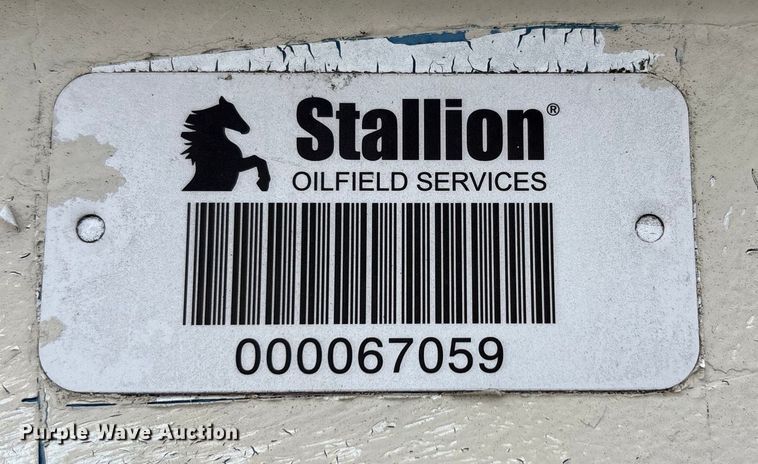 Stallion®
OILFIELD SERVICES
000067059
Purple Wave Auction